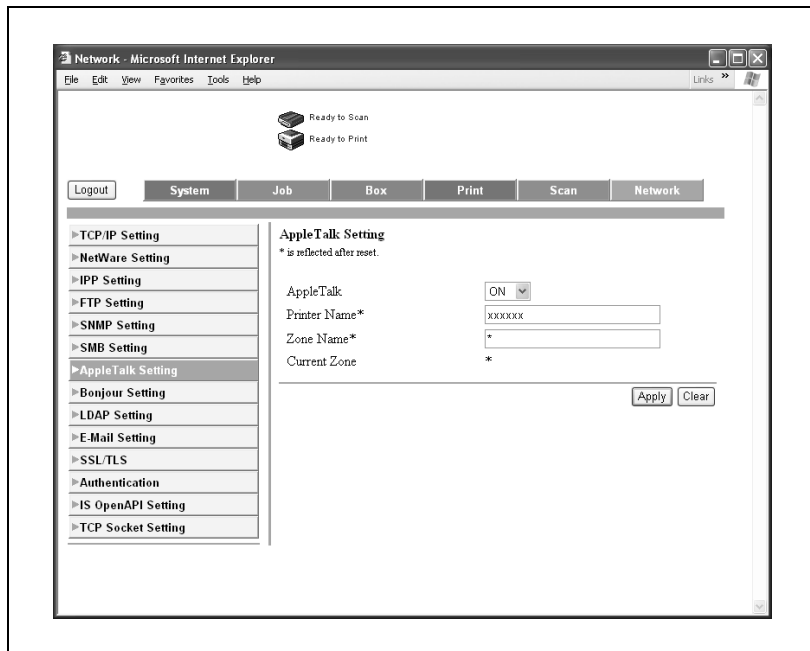 Network - Microsoft Internet Explorer
File Edit View Favorites Tools Help Links »
Ready to Scan
Ready to Print
Logout System Job Box Print Scan Network
TCP/IP Setting
NetWare Setting
IPP Setting
FTP Setting
SNMP Setting
SMB Setting
AppleTalk Setting
Bonjour Setting
LDAP Setting
E-Mail Setting
SSL/TLS
Authentication
IS OpenAPI Setting
TCP Socket Setting
AppleTalk Setting
* is reflected after reset.
AppleTalk ON
Printer Name* xxxxxx
Zone Name* *
Current Zone *
Apply Clear